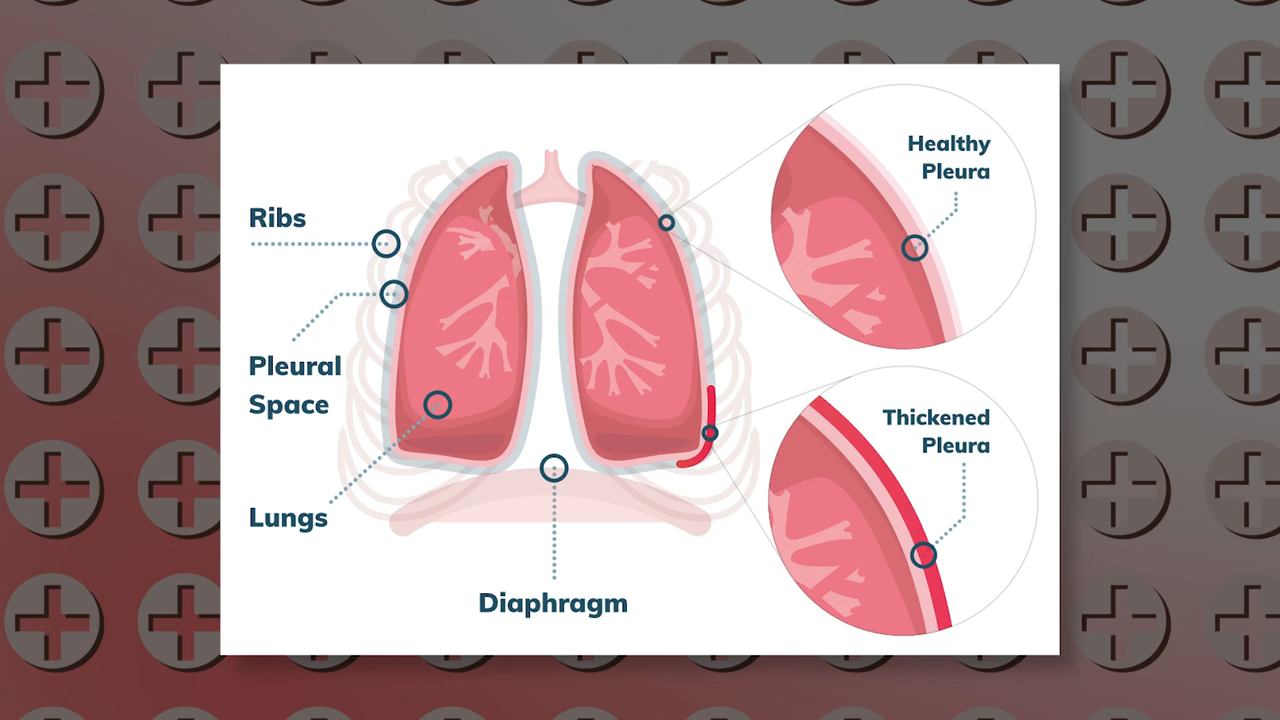 Ribs
Pleural
Space
Lungs
Diaphragm
Healthy
Pleura
Thickened
Pleura